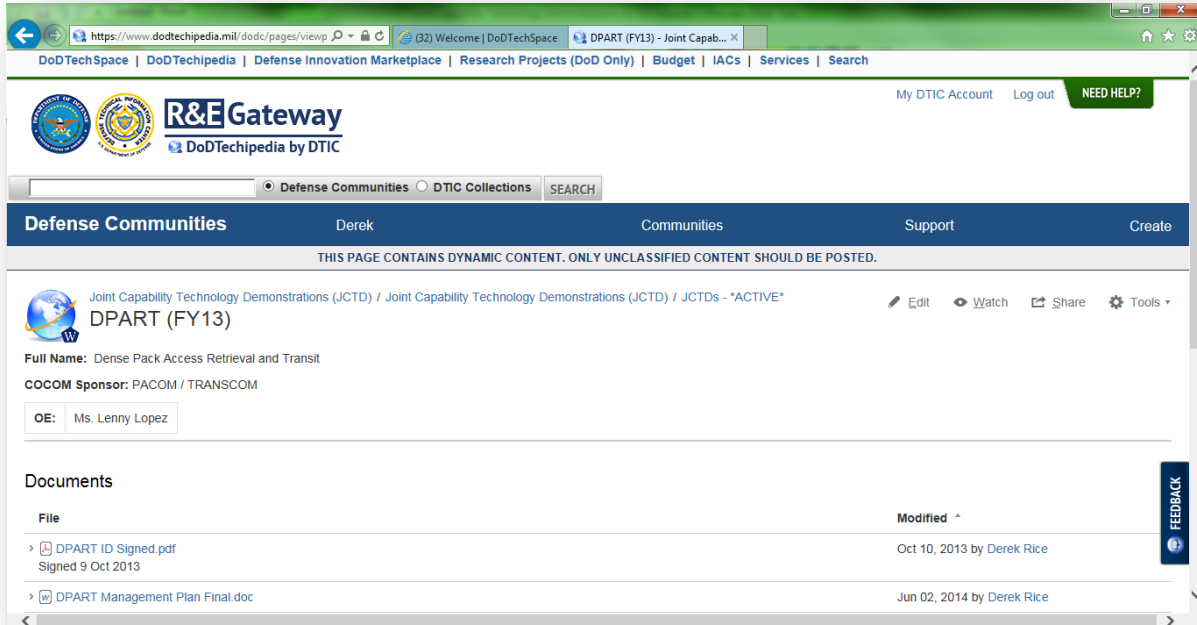 https://www.dodtechipedia.mil/dodc/pages/viewp
(32) Welcome | DoDTechSpace
DPART (FY13) - Joint Capab...
DoDTechSpace | DoDTechipedia | Defense Innovation Marketplace | Research Projects (DoD Only) | Budget | IACs | Services | Search
My DTIC Account Log out NEED HELP?
R&E Gateway
DoDTechipedia by DTIC
Defense Communities DTIC Collections SEARCH
Defense Communities Derek Communities Support Create
THIS PAGE CONTAINS DYNAMIC CONTENT. ONLY UNCLASSIFIED CONTENT SHOULD BE POSTED.
Joint Capability Technology Demonstrations (JCTD) / Joint Capability Technology Demonstrations (JCTD) / JCTDs - *ACTIVE*
Edit Watch Share Tools
DPART (FY13)
Full Name: Dense Pack Access Retrieval and Transit
COCOM Sponsor: PACOM / TRANSCOM
OE: Ms. Lenny Lopez
Documents
File Modified
DPART ID Signed.pdf Oct 10, 2013 by Derek Rice
Signed 9 Oct 2013
DPART Management Plan Final.doc Jun 02, 2014 by Derek Rice
FEEDBACK